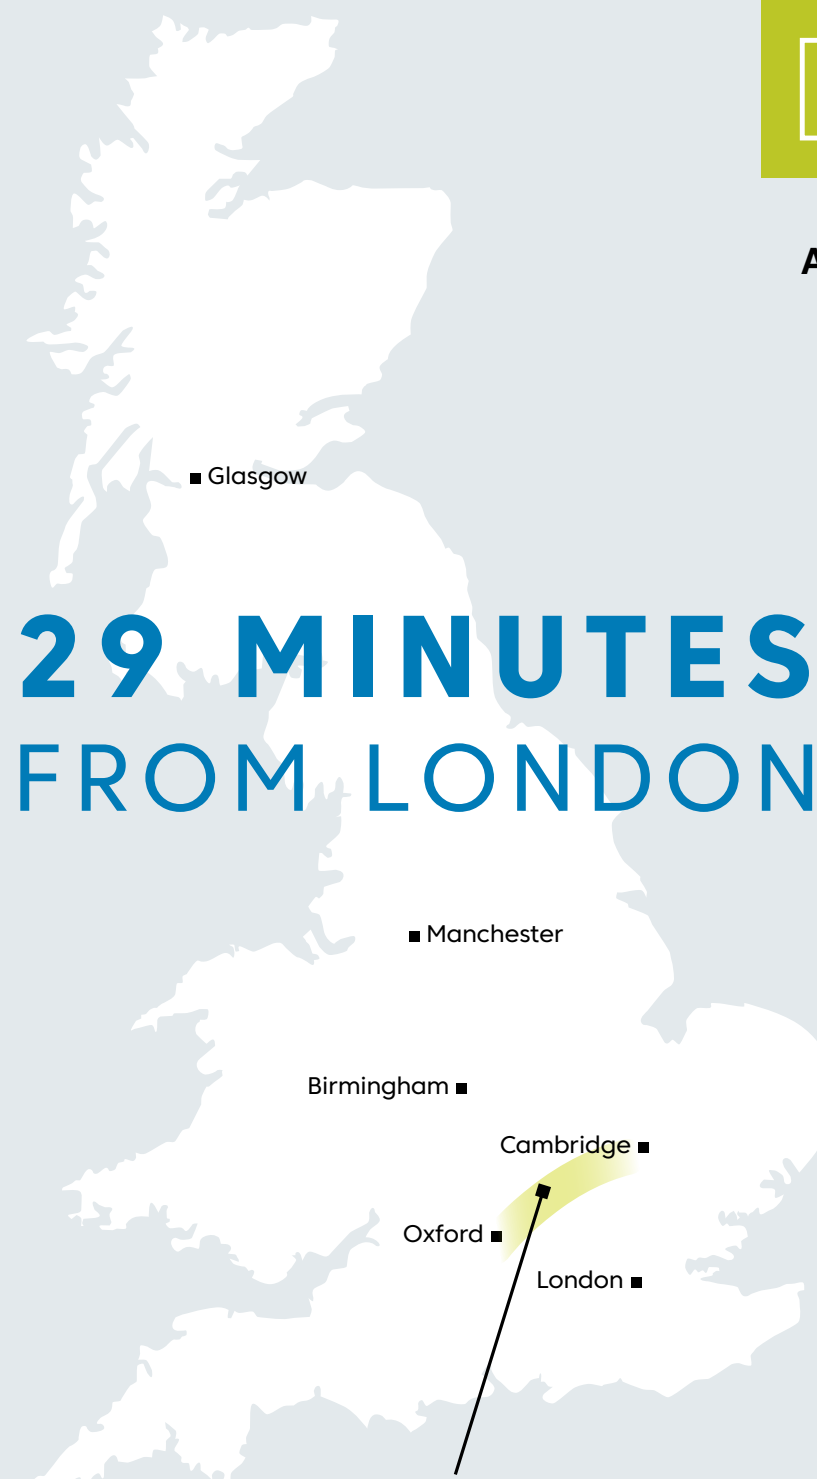 A
Glasgow
29 MINUTES
FROM LONDON
Manchester
Birmingham
Cambridge
Oxford
London